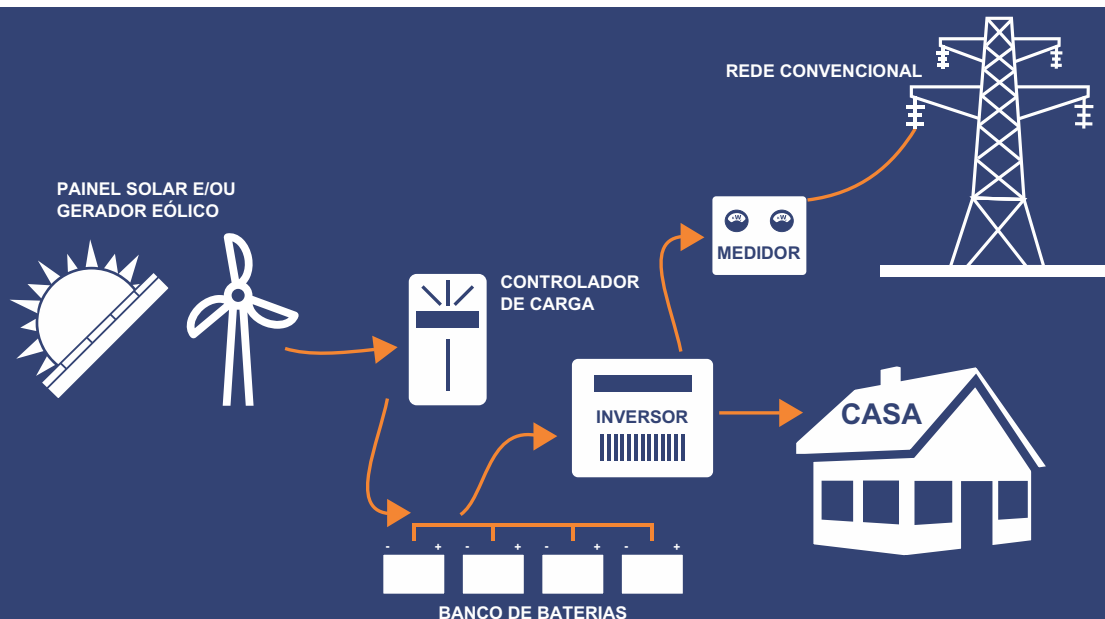 REDE CONVENCIONAL
PAINEL SOLAR E/OU
GERADOR EÓLICO
MEDIDOR
CONTROLADOR
DE CARGA
INVERSOR
CASA
- + - + - + - +
BANCO DE BATERIAS